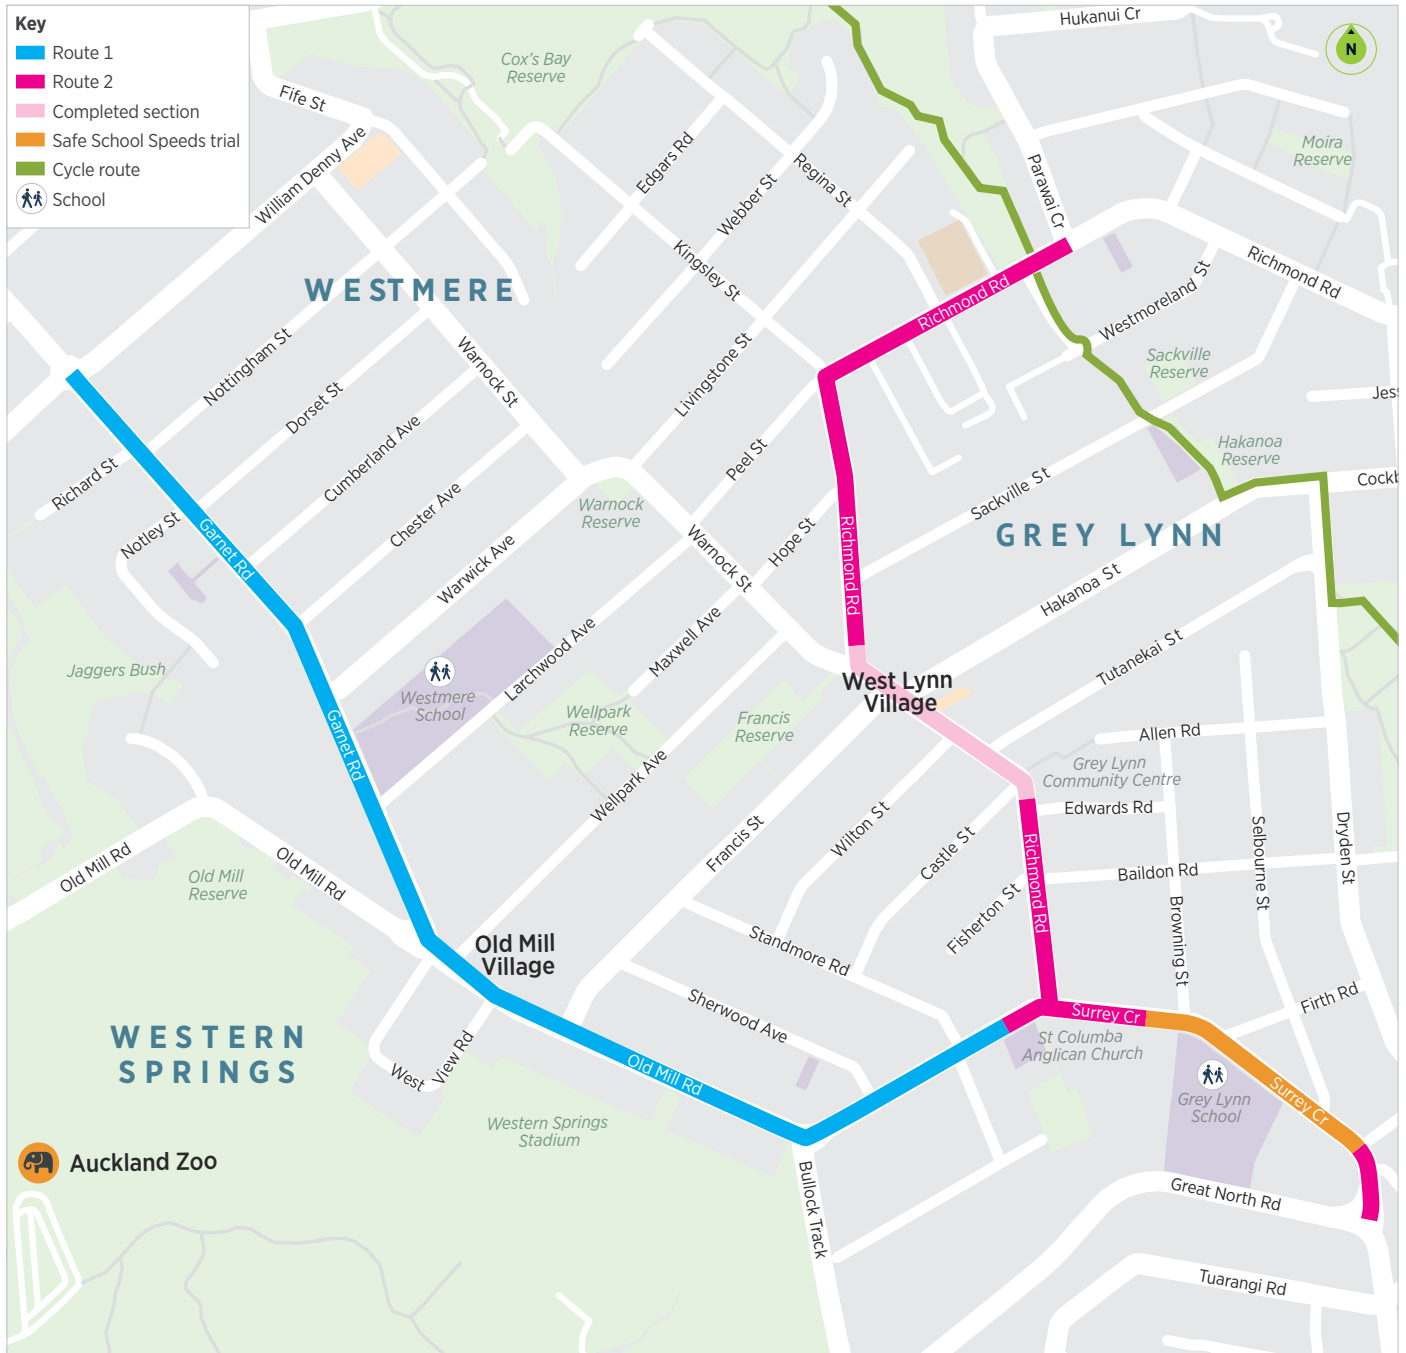 Key
Route 1
Route 2
Completed section
Safe School Speeds trial
Cycle route
School
Hukanui Cr
N
Cox's Bay
Reserve
Fife St
William Denny Ave
Edgars Rd
Webber St
Regina St
Parawai Cr
Moira
Reserve
WESTMERE
Kingsley St
Richmond Rd
Westmoreland St
Richmond Rd
Nottingham St
Dorset St
Warnock St
Livingstone St
Sackville
Reserve
Jess
Richard St
Cumberland Ave
Peel St
Hakanoa
Reserve
Cockb
Notley St
Garnet Rd
Chester Ave
Warnock
Reserve
Sackville St
GREY LYNN
Warwick Ave
Warnock St
Hope St
Richmond Rd
Hakanoa St
Jaggers Bush
Westmere
School
Larchwood Ave
Maxwell Ave
Tutanekai St
West Lynn
Village
Garnet Rd
Wellpark
Reserve
Francis
Reserve
Allen Rd
Grey Lynn
Community Centre
Wellpark Ave
Edwards Rd
Old Mill Rd
Old Mill Rd
Old Mill
Reserve
Francis St
Wilton St
Castle St
Richmond Rd
Baildon Rd
Selbourne St
Dryden St
Fisherton St
Browning St
Old Mill
Village
Standmore Rd
Sherwood Ave
Firth Rd
Surrey Cr
WESTERN
SPRINGS
West
View Rd
Old Mill Rd
St Columba
Anglican Church
Grey Lynn
School
Surrey Cr
Western Springs
Stadium
Auckland Zoo
Bullock Track
Great North Rd
Tuarangi Rd